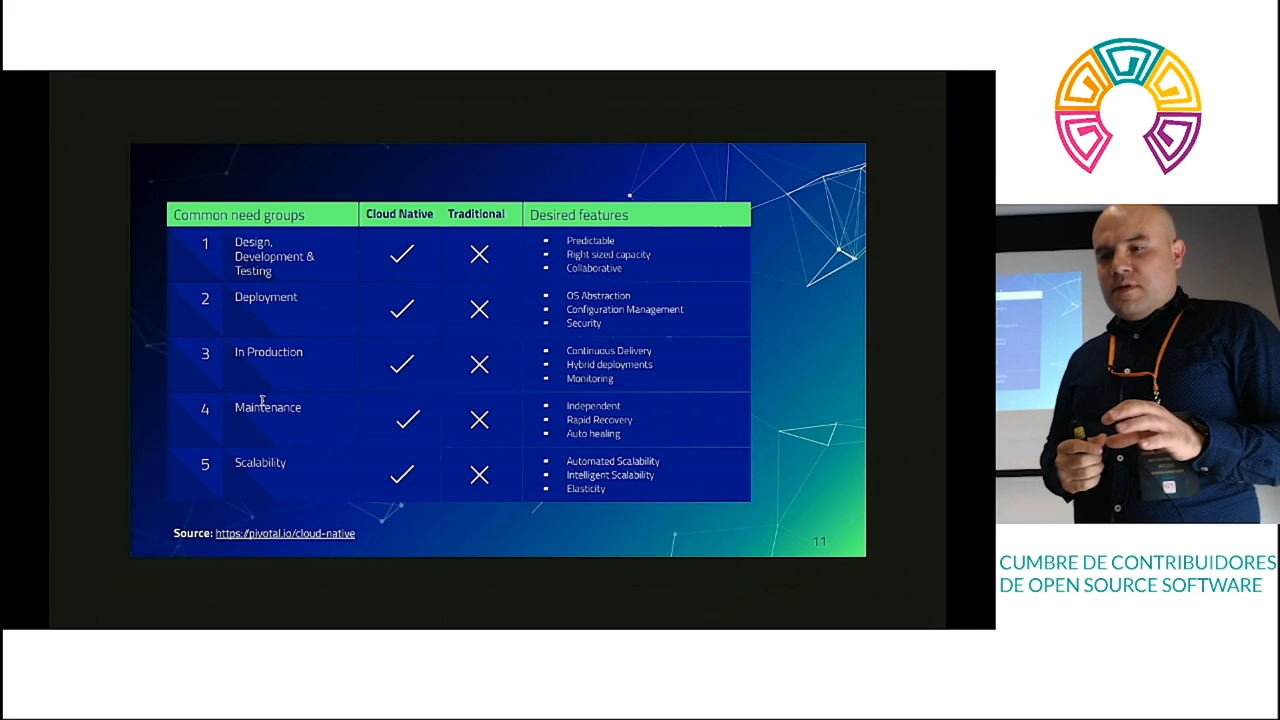 Common need groups Cloud Native Traditional Desired features
1 Design, Development & Testing
Predictable
Right sized capacity
Collaborative
2 Deployment
OS Abstraction
Configuration Management
Security
3 In Production
Continuous Delivery
Hybrid deployments
Monitoring
4 Maintenance
Independent
Rapid Recovery
Auto healing
5 Scalability
Automated Scalability
Intelligent Scalability
Elasticity
Source: https://pivotal.io/cloud-native
11
CUMBRE DE CONTRIBUIDORES
DE OPEN SOURCE SOFTWARE